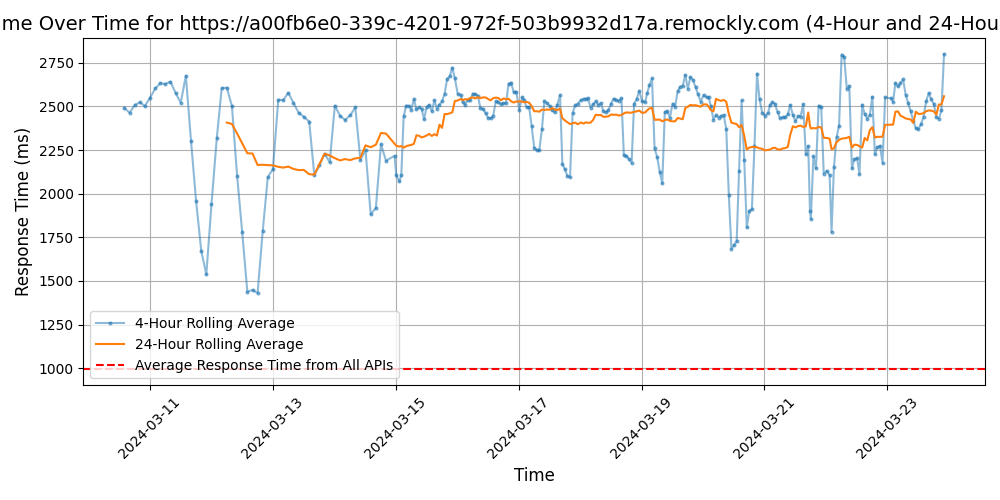 me Over Time for https://a00fb6e0-339c-4201-972f-503b9932d17a.remockly.com (4-Hour and 24-Hou
Response Time (ms)
2750
2500
2250
2000
1750
1500
1250
1000
4-Hour Rolling Average
24-Hour Rolling Average
Average Response Time from All APIs
2024-03-11
2024-03-13
2024-03-15
2024-03-17
2024-03-19
2024-03-21
2024-03-23
Time